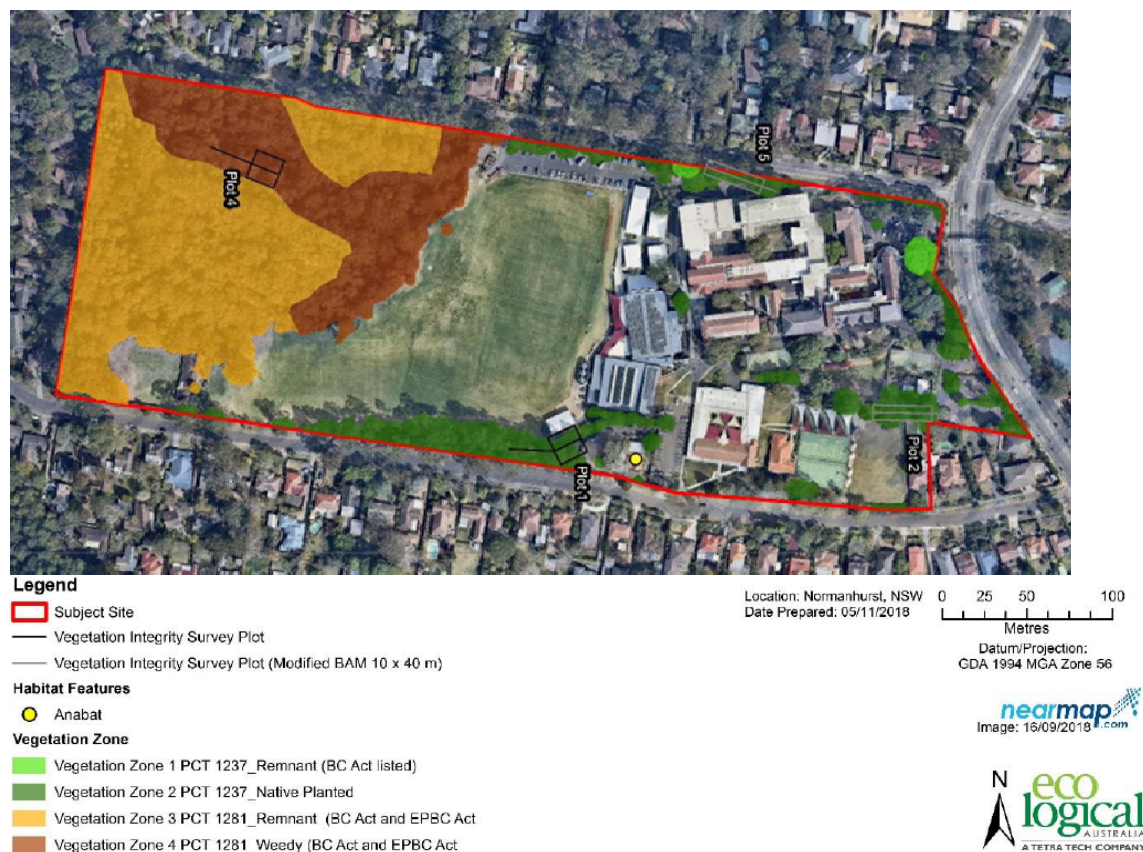 Plot 5
Plot 4
Plot 2
Plot 1
Legend
Subject Site
Vegetation Integrity Survey Plot
Vegetation Integrity Survey Plot (Modified BAM 10 x 40 m)
Habitat Features
Anabat
Vegetation Zone
Vegetation Zone 1 PCT 1237_Remnant (BC Act listed)
Vegetation Zone 2 PCT 1237_Native Planted
Vegetation Zone 3 PCT 1281_Remnant (BC Act and EPBC Act
Vegetation Zone 4 PCT 1281_Weedy (BC Act and EPBC Act
Location: Normanhurst, NSW
Date Prepared: 05/11/2018
0 25 50 100
Metres
Datum/Projection:
GDA 1994 MGA Zone 56
nearmap
.com
Image: 16/09/2018
N
eco
logical
AUSTRALIA
A TETRA TECH COMPANY